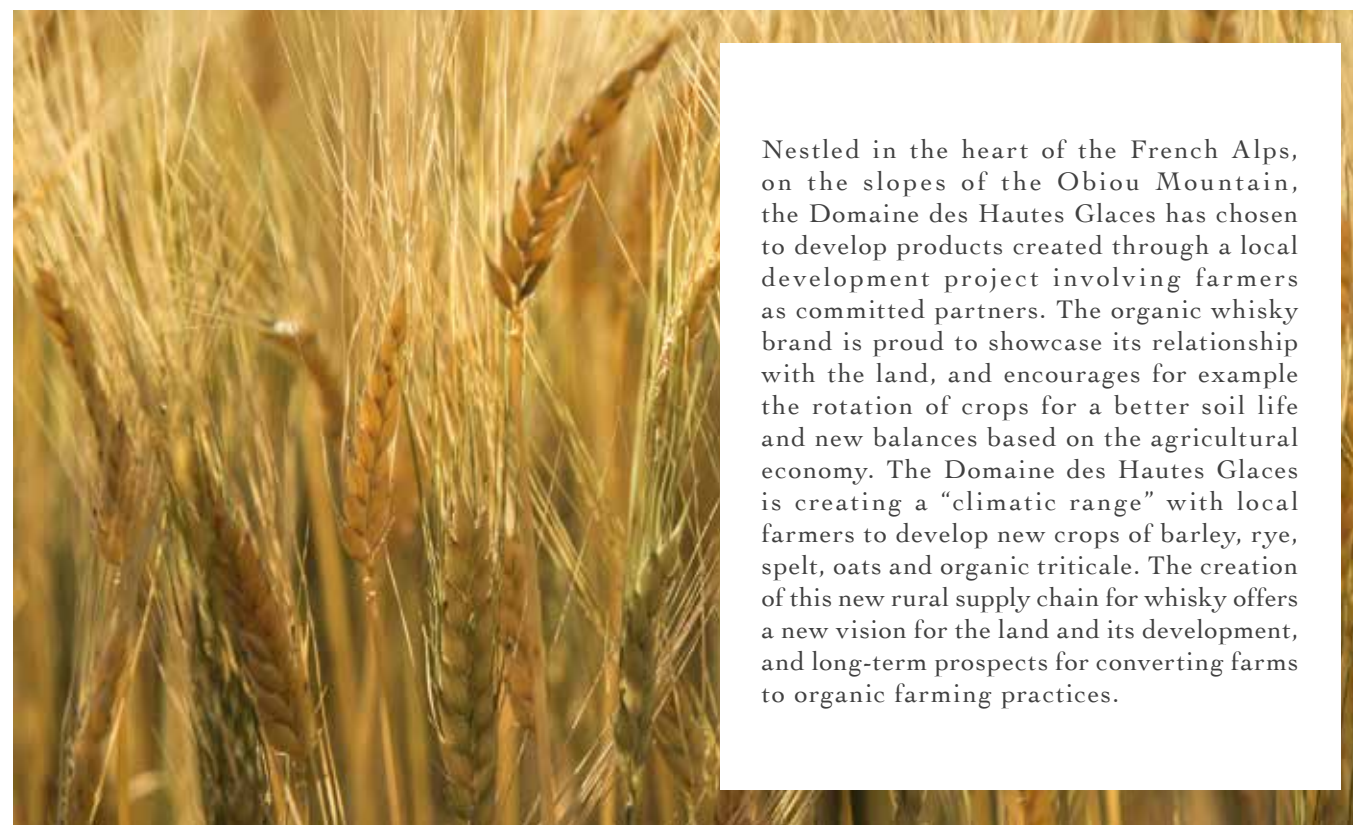 Nestled in the heart of the French Alps,
on the slopes of the Obiou Mountain,
the Domaine des Hautes Glaces has chosen
to develop products created through a local
development project involving farmers
as committed partners. The organic whisky
brand is proud to showcase its relationship
with the land, and encourages for example
the rotation of crops for a better soil life
and new balances based on the agricultural
economy. The Domaine des Hautes Glaces
is creating a “climatic range” with local
farmers to develop new crops of barley, rye,
spelt, oats and organic triticale. The creation
of this new rural supply chain for whisky offers
a new vision for the land and its development,
and long-term prospects for converting farms
to organic farming practices.